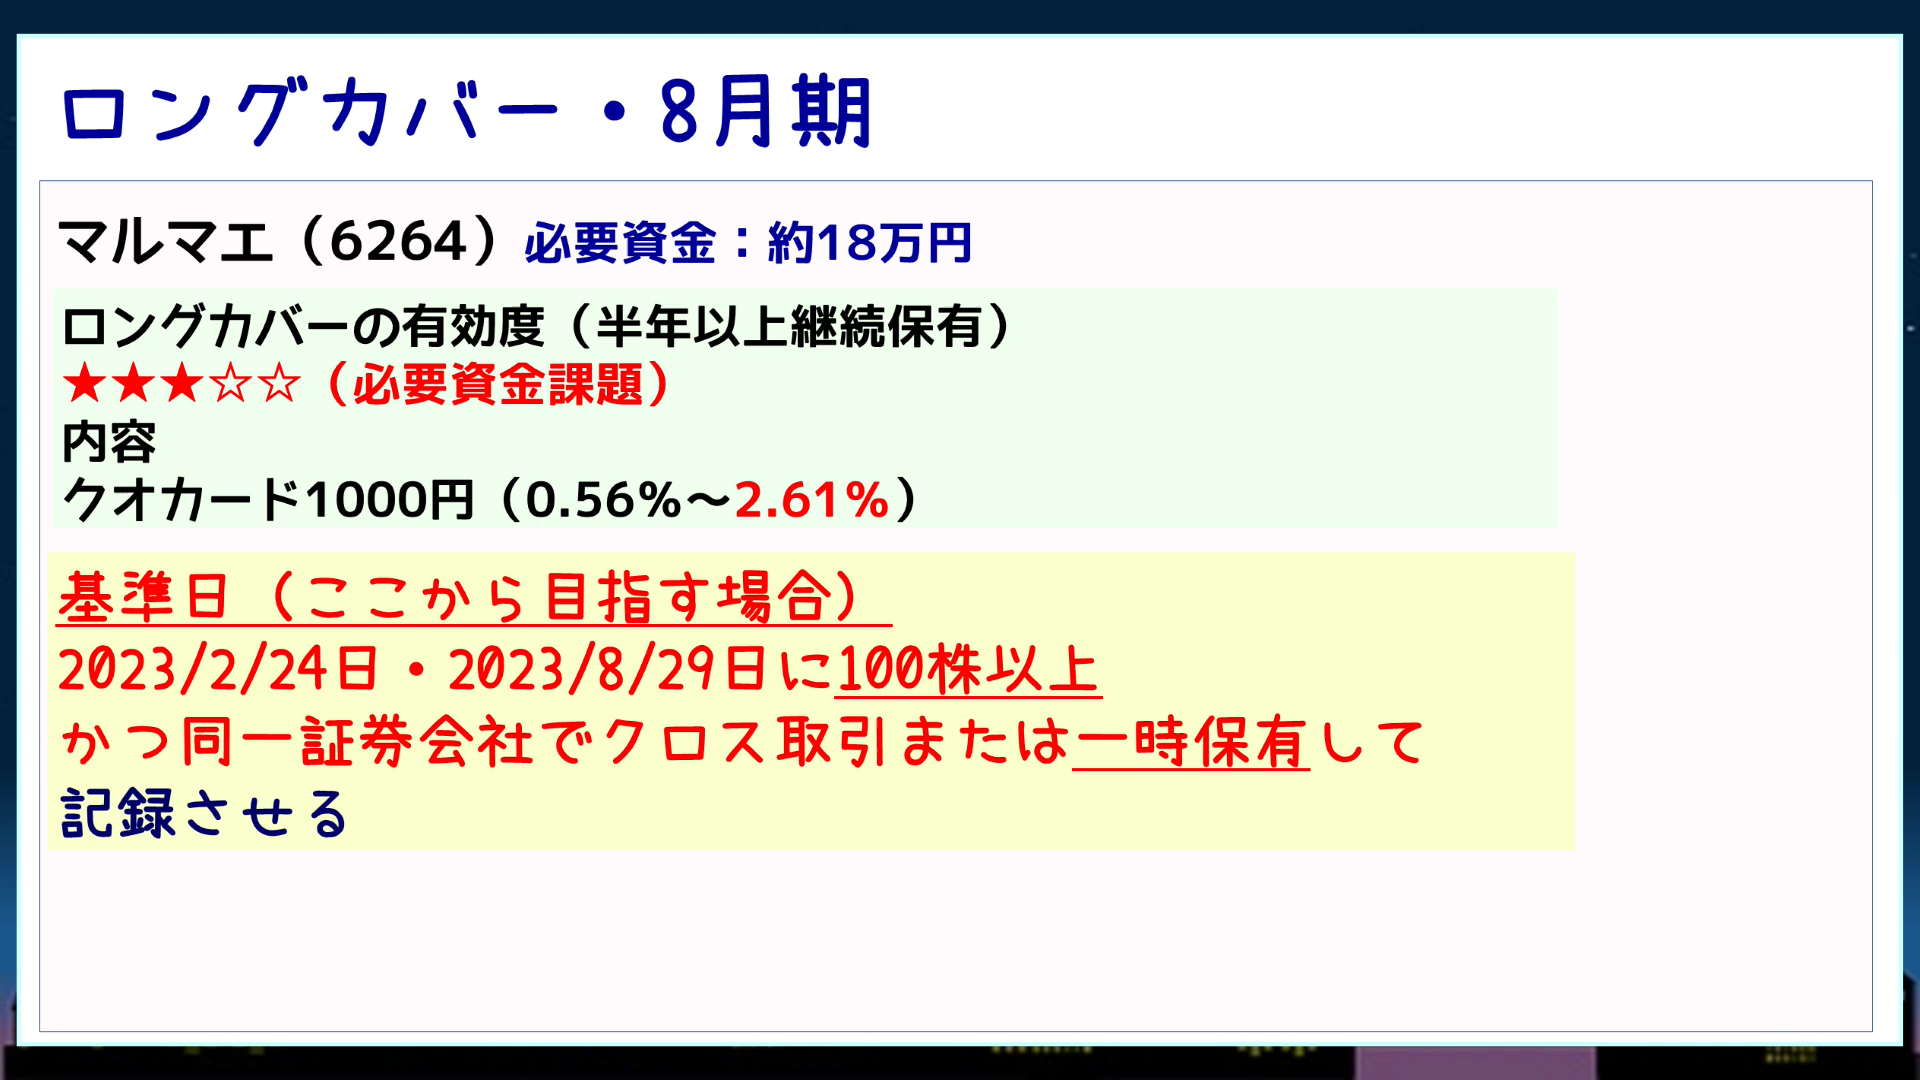 ロングカバー・8月期
マルマエ（6264）必要資金：約18万円
ロングカバーの有効度（半年以上継続保有）
★★★☆☆（必要資金課題）
内容
クオカード1000円（0.56%～2.61%）
基準日（ここから目指す場合）
2023/2/24日・2023/8/29日に100株以上
かつ同一証券会社でクロス取引または一時保有して
記録させる